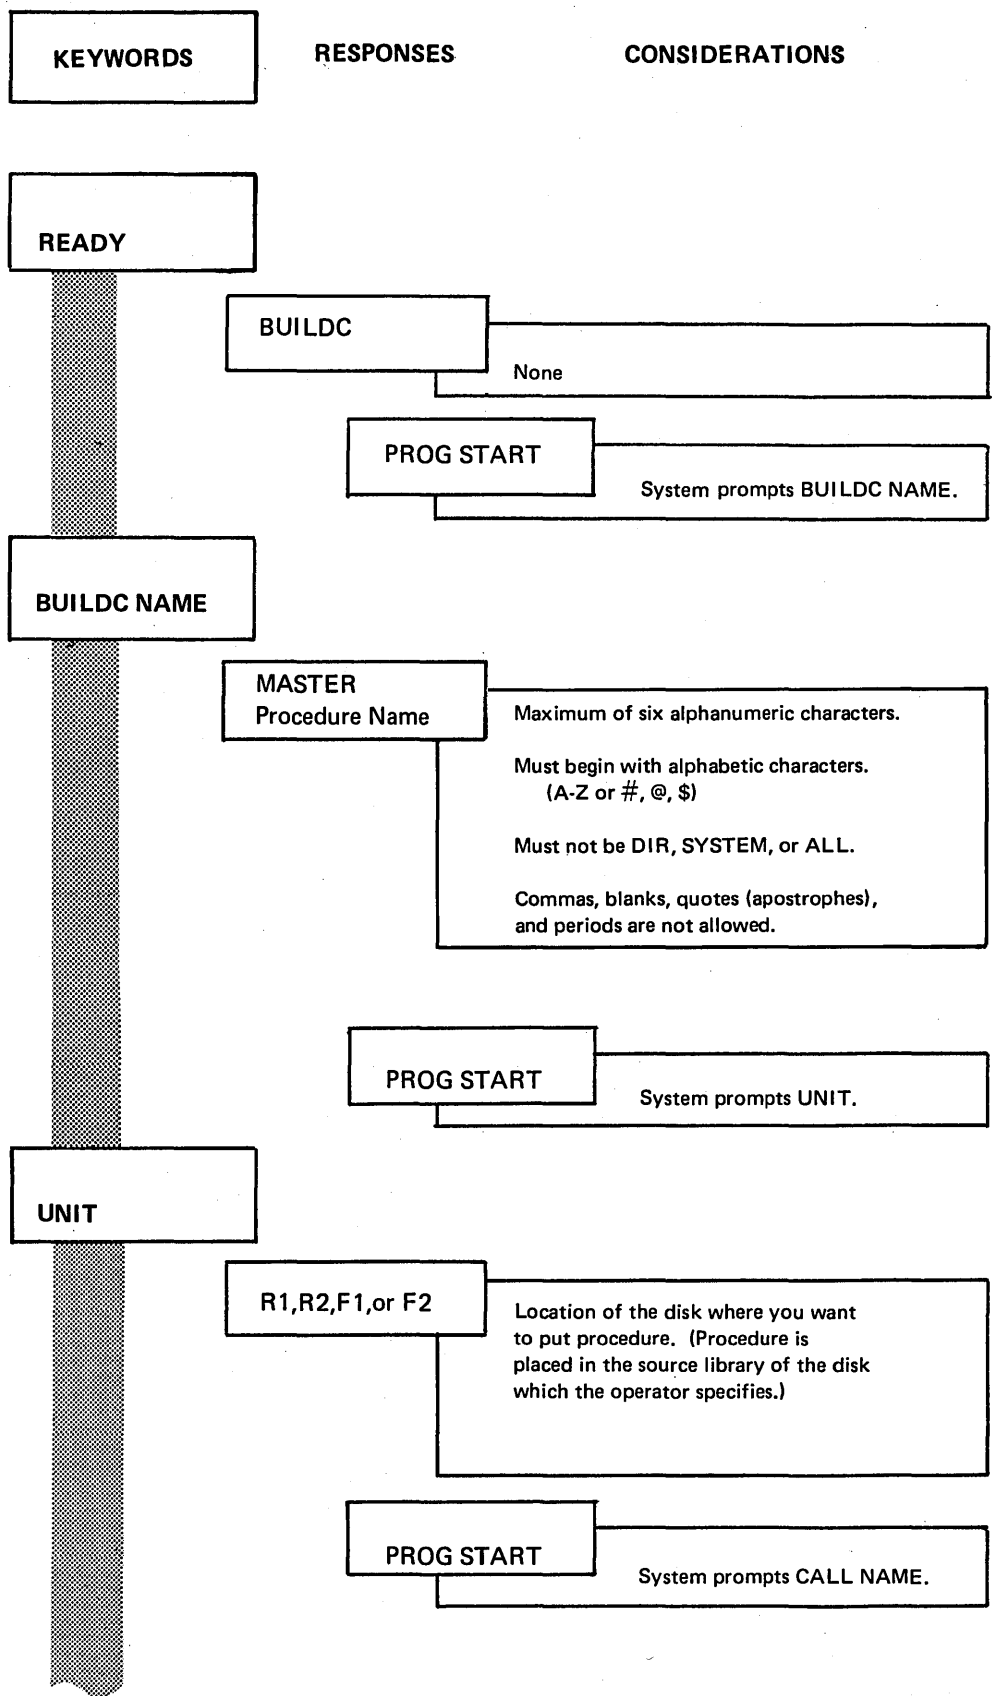 KEYWORDS
RESPONSES
CONSIDERATIONS
READY
BUILDC
None
PROG START
System prompts BUILDC NAME.
BUILDC NAME
MASTER
Procedure Name
Maximum of six alphanumeric characters.
Must begin with alphabetic characters.
(A-Z or #, @, $)
Must not be DIR, SYSTEM, or ALL.
Commas, blanks, quotes (apostrophes),
and periods are not allowed.
PROG START
System prompts UNIT.
UNIT
R1,R2,F1,or F2
Location of the disk where you want
to put procedure. (Procedure is
placed in the source library of the disk
which the operator specifies.)
PROG START
System prompts CALL NAME.